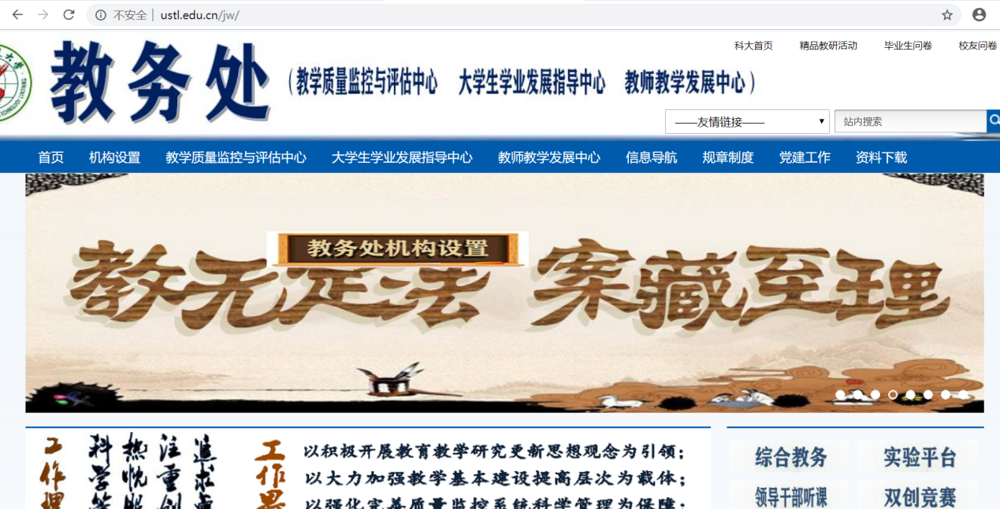 不安全 | ustl.edu.cn/jw/
科大首页 精品教研活动 毕业生问卷 校友问卷
教务处 (教学质量监控与评估中心 大学生学业发展指导中心 教师教学发展中心)
——友情链接—— 站内搜索
首页 机构设置 教学质量监控与评估中心 大学生学业发展指导中心 教师教学发展中心 信息导航 规章制度 党建工作 资料下载
教务处机构设置
教无定法 案藏至理
工作理
科学管
热忱服
注重创
追求卓
工作思
以积极开展教育教学研究更新思想观念为引领;
以大力加强教学基本建设提高层次为载体;
以强化完善质量监控系统科学管理为保障;
综合教务 实验平台
领导干部听课 双创竞赛